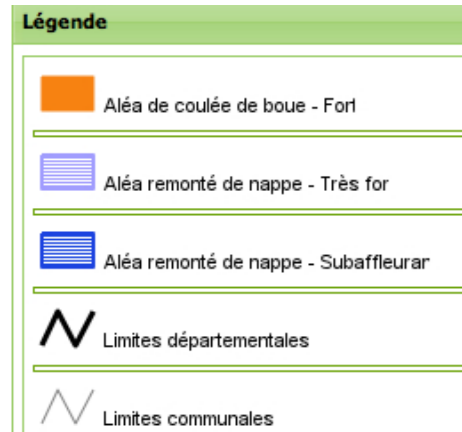 Légende
Aléa de coulée de boue - Fort
Aléa remonté de nappe - Très for
Aléa remonté de nappe - Subaffleurar
Limites départementales
Limites communales